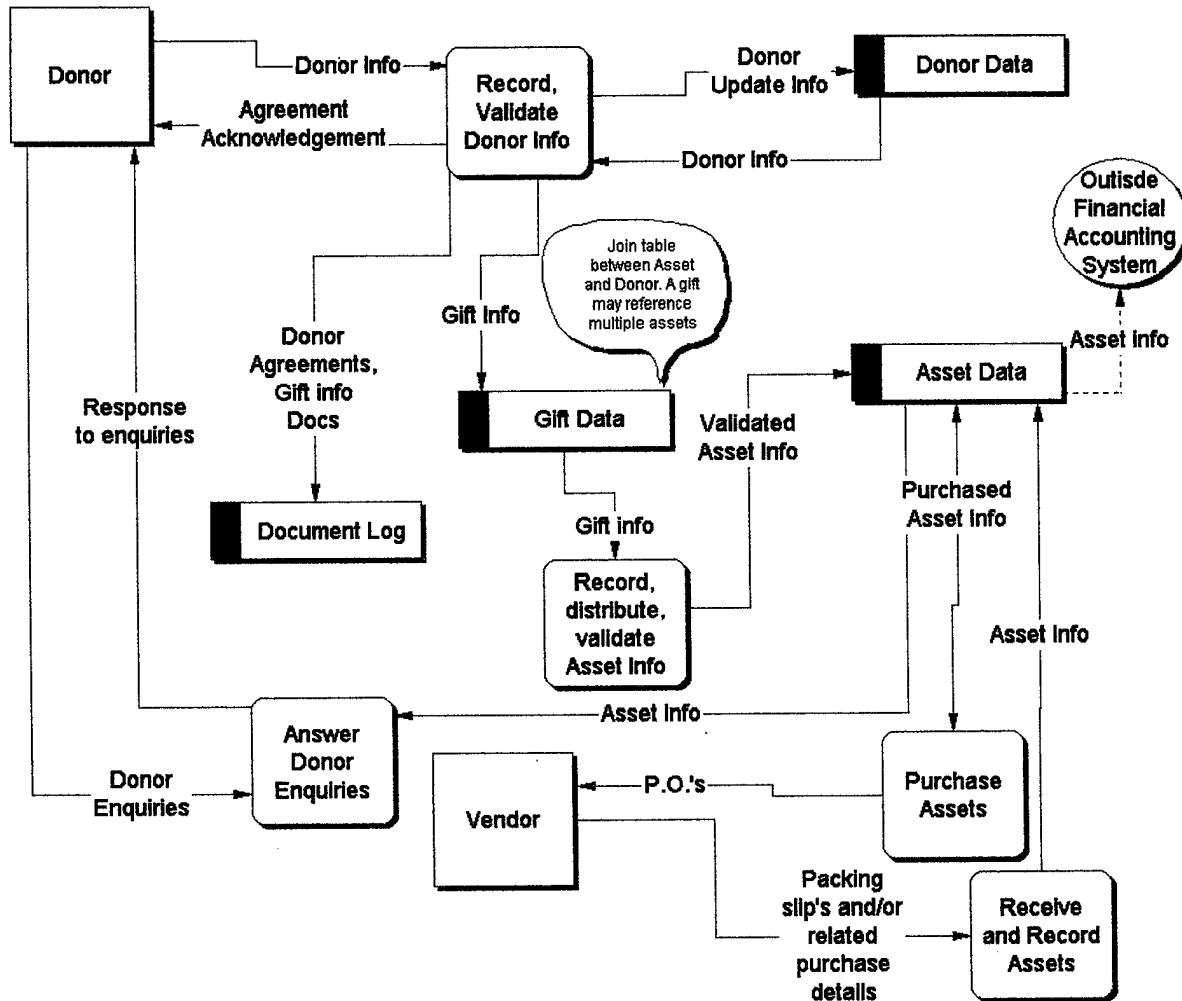 Donor
Donor Info
Agreement
Acknowledgement
Record,
Validate
Donor Info
Donor
Update Info
Donor Data
Donor Info
Outisde
Financial
Accounting
System
Join table
between Asset
and Donor. A gift
may reference
multiple assets
Gift Info
Donor
Agreements,
Gift info
Docs
Asset info
Asset Data
Response
to enquiries
Gift Data
Validated
Asset Info
Purchased
Asset Info
Document Log
Gift info
Record,
distribute,
validate
Asset Info
Asset Info
Asset Info
Answer
Donor
Enquiries
Donor
Enquiries
Vendor
P.O.'s
Purchase
Assets
Packing
slip's and/or
related
purchase
details
Receive
and Record
Assets